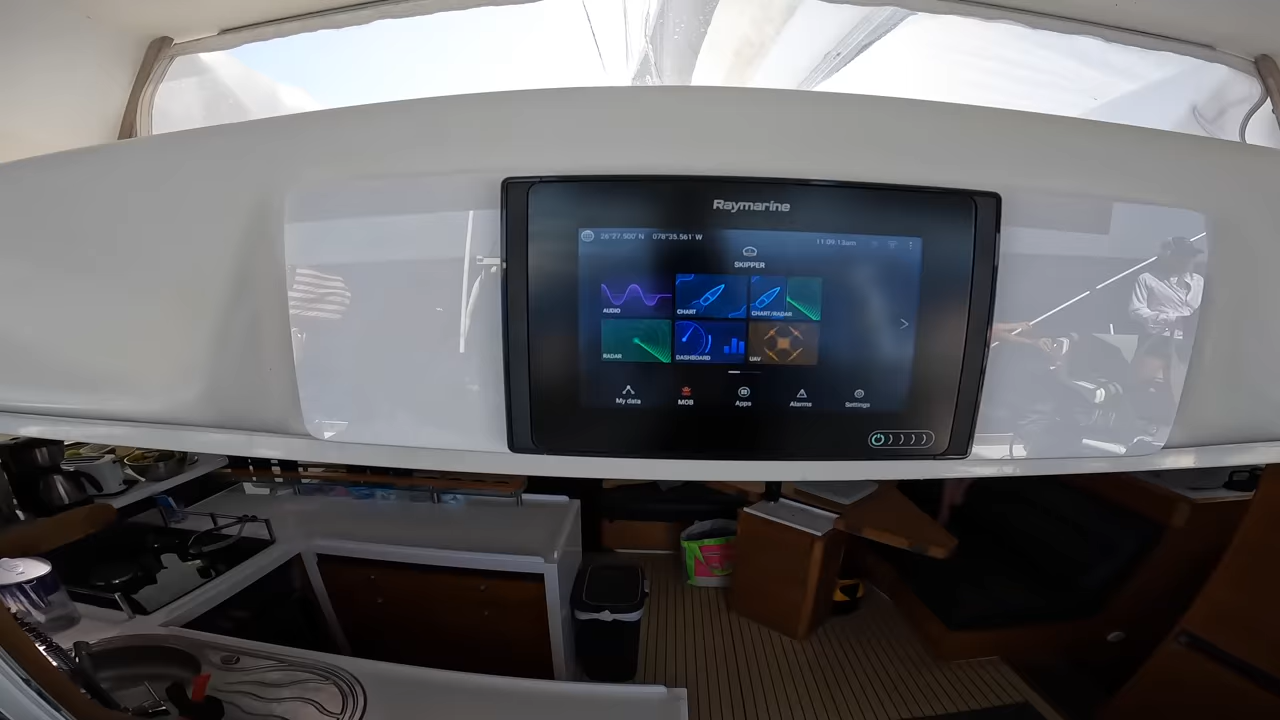 Raymarine
26°27.500' N 078°35.561' W
11:09:13am
SKIPPER
AUDIO
CHART
CHART/RADAR
RADAR
DASHBOARD
UAV
My data
MOB
Apps
Alarms
Settings